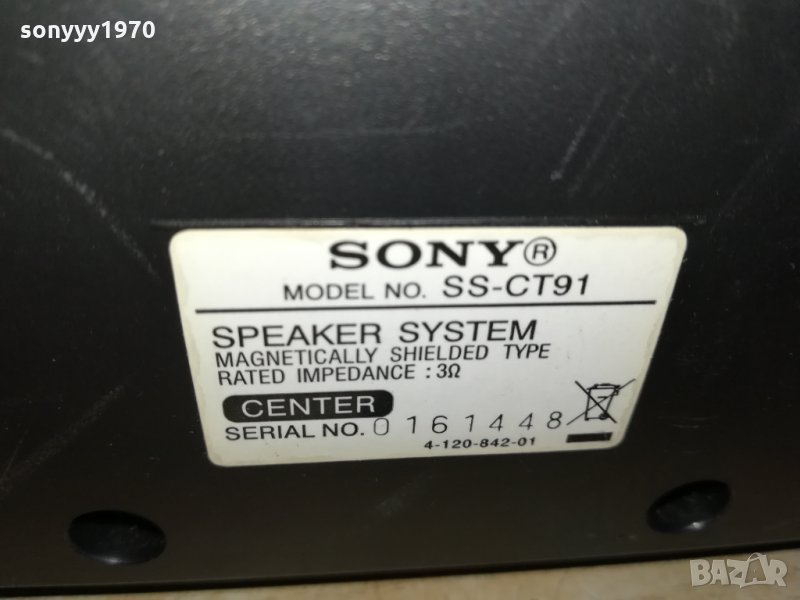 sonyyy1970
SONY®
MODEL NO. SS-CT91
SPEAKER SYSTEM
MAGNETICALLY SHIELDED TYPE
RATED IMPEDANCE : 3Ω
CENTER
SERIAL NO. 0161448
4-120-842-01
BAZAR